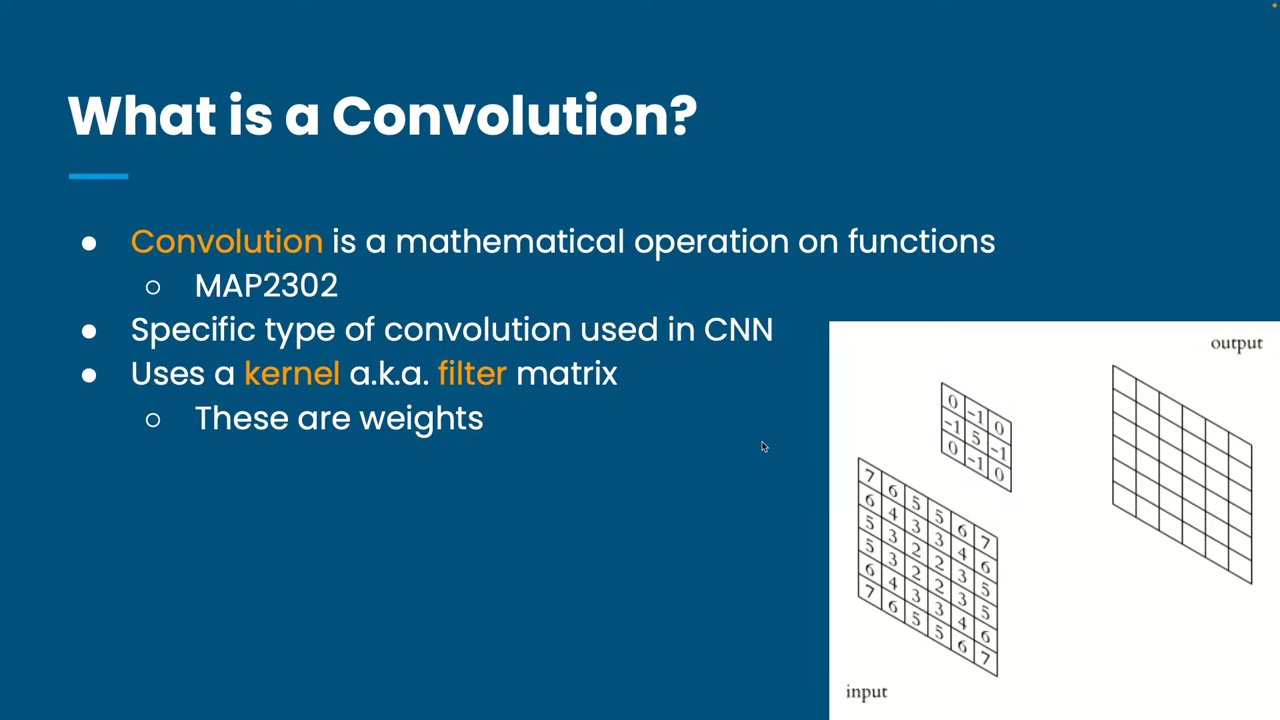 What is a Convolution?
● Convolution is a mathematical operation on functions
○ MAP2302
● Specific type of convolution used in CNN
● Uses a kernel a.k.a. filter matrix
○ These are weights
output
0 -1 0
-1 5 -1
0 -1 0
7 6 5 5 6 7
6 4 3 3 4 6
5 3 2 2 3 5
5 3 2 2 3 5
6 4 3 3 4 6
7 6 5 5 6 7
input